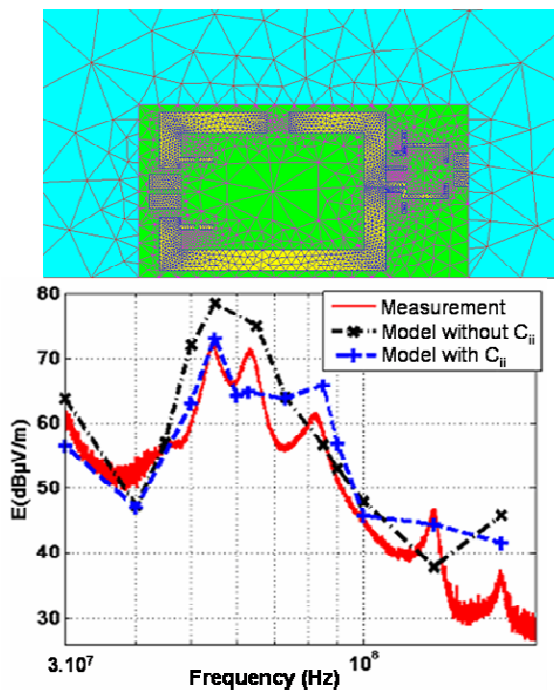 80
70
60
50
40
30
E(dBµV/m)
Measurement
Model without Cᵢᵢ
Model with Cᵢᵢ
3.10⁷
10⁸
Frequency (Hz)